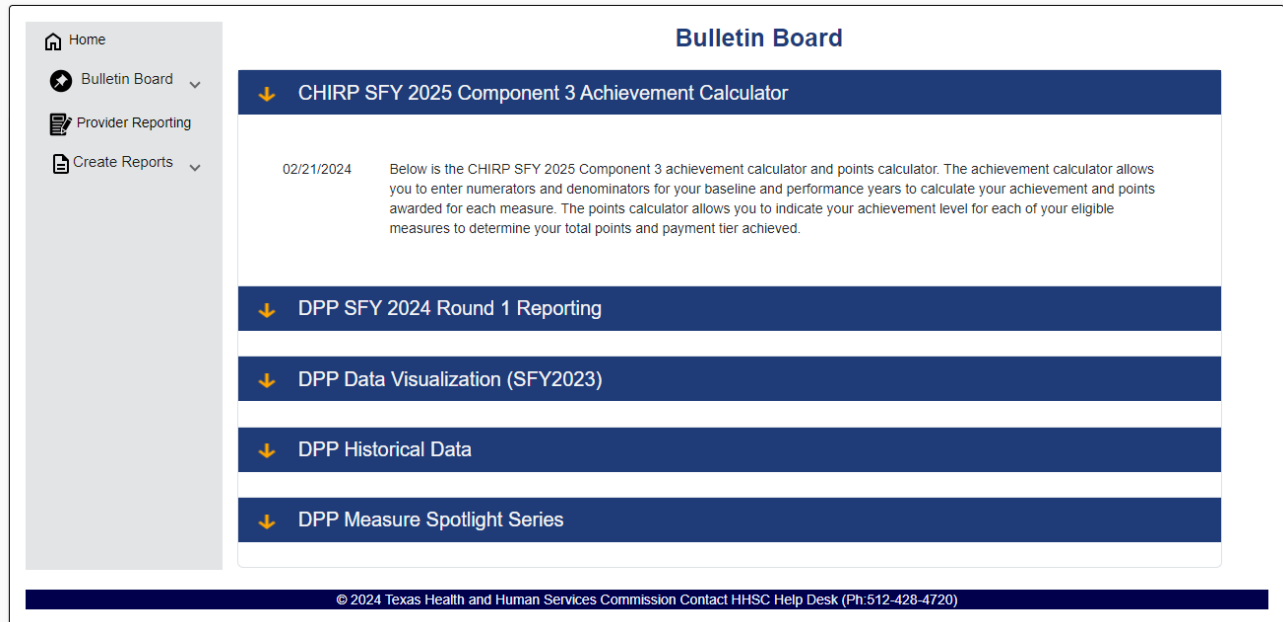 Home
Bulletin Board
Provider Reporting
Create Reports
Bulletin Board
CHIRP SFY 2025 Component 3 Achievement Calculator
02/21/2024
Below is the CHIRP SFY 2025 Component 3 achievement calculator and points calculator. The achievement calculator allows
you to enter numerators and denominators for your baseline and performance years to calculate your achievement and points
awarded for each measure. The points calculator allows you to indicate your achievement level for each of your eligible
measures to determine your total points and payment tier achieved.
DPP SFY 2024 Round 1 Reporting
DPP Data Visualization (SFY2023)
DPP Historical Data
DPP Measure Spotlight Series
© 2024 Texas Health and Human Services Commission Contact HHSC Help Desk (Ph:512-428-4720)